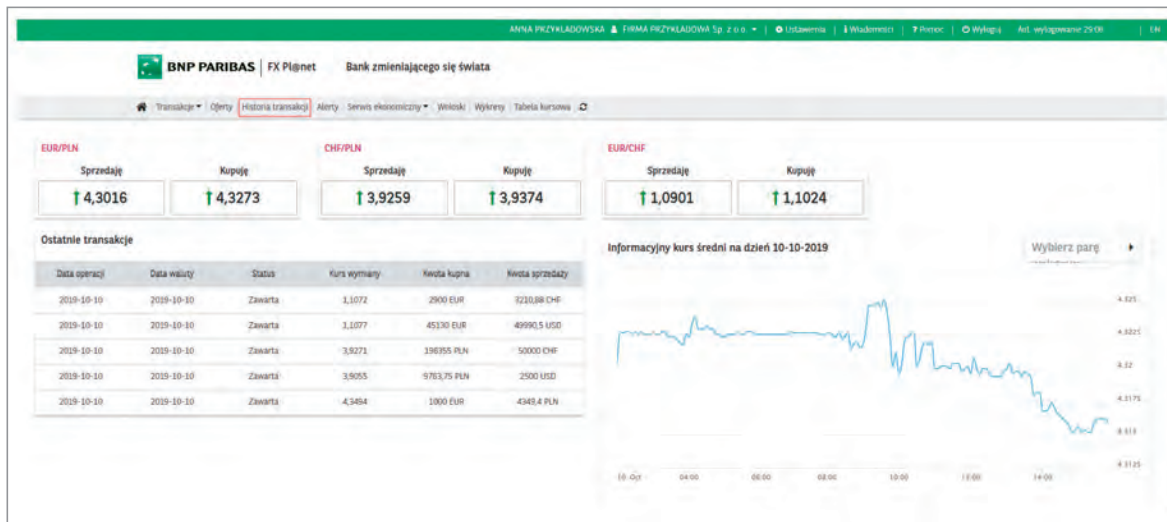 ANNA PRZYKŁADOWSKA FIRMA PRZYKŁADOWA Sp. z o.o. | Ustawienia | Wiadomości | ? Pomoc | Wyloguj Aut. wylogowanie 29:08 | EN
BNP PARIBAS | FX Pl@net Bank zmieniającego się świata
Transakcje Oferty Historia transakcji Alerty Serwis ekonomiczny Wnioski Wykresy Tabela kursowa
EUR/PLN CHF/PLN EUR/CHF
Sprzedaję Kupuję Sprzedaję Kupuję Sprzedaję Kupuję
↑ 4,3016 ↑ 4,3273 ↑ 3,9259 ↑ 3,9374 ↑ 1,0901 ↑ 1,1024
Ostatnie transakcje
Informacyjny kurs średni na dzień 10-10-2019 Wybierz parę
Data operacji Data waluty Status Kurs wymiany Kwota kupna Kwota sprzedaży
2019-10-10 2019-10-10 Zawarta 1,1072 2900 EUR 3210,88 CHF
2019-10-10 2019-10-10 Zawarta 1,1077 45130 EUR 49990,5 USD
2019-10-10 2019-10-10 Zawarta 3,9271 196355 PLN 50000 CHF
2019-10-10 2019-10-10 Zawarta 3,9055 9763,75 PLN 2500 USD
2019-10-10 2019-10-10 Zawarta 4,3494 1000 EUR 4349,4 PLN
4.325
4.3225
4.32
4.3175
4.315
4.3125
10. Oct 04:00 06:00 08:00 10:00 12:00 14:00